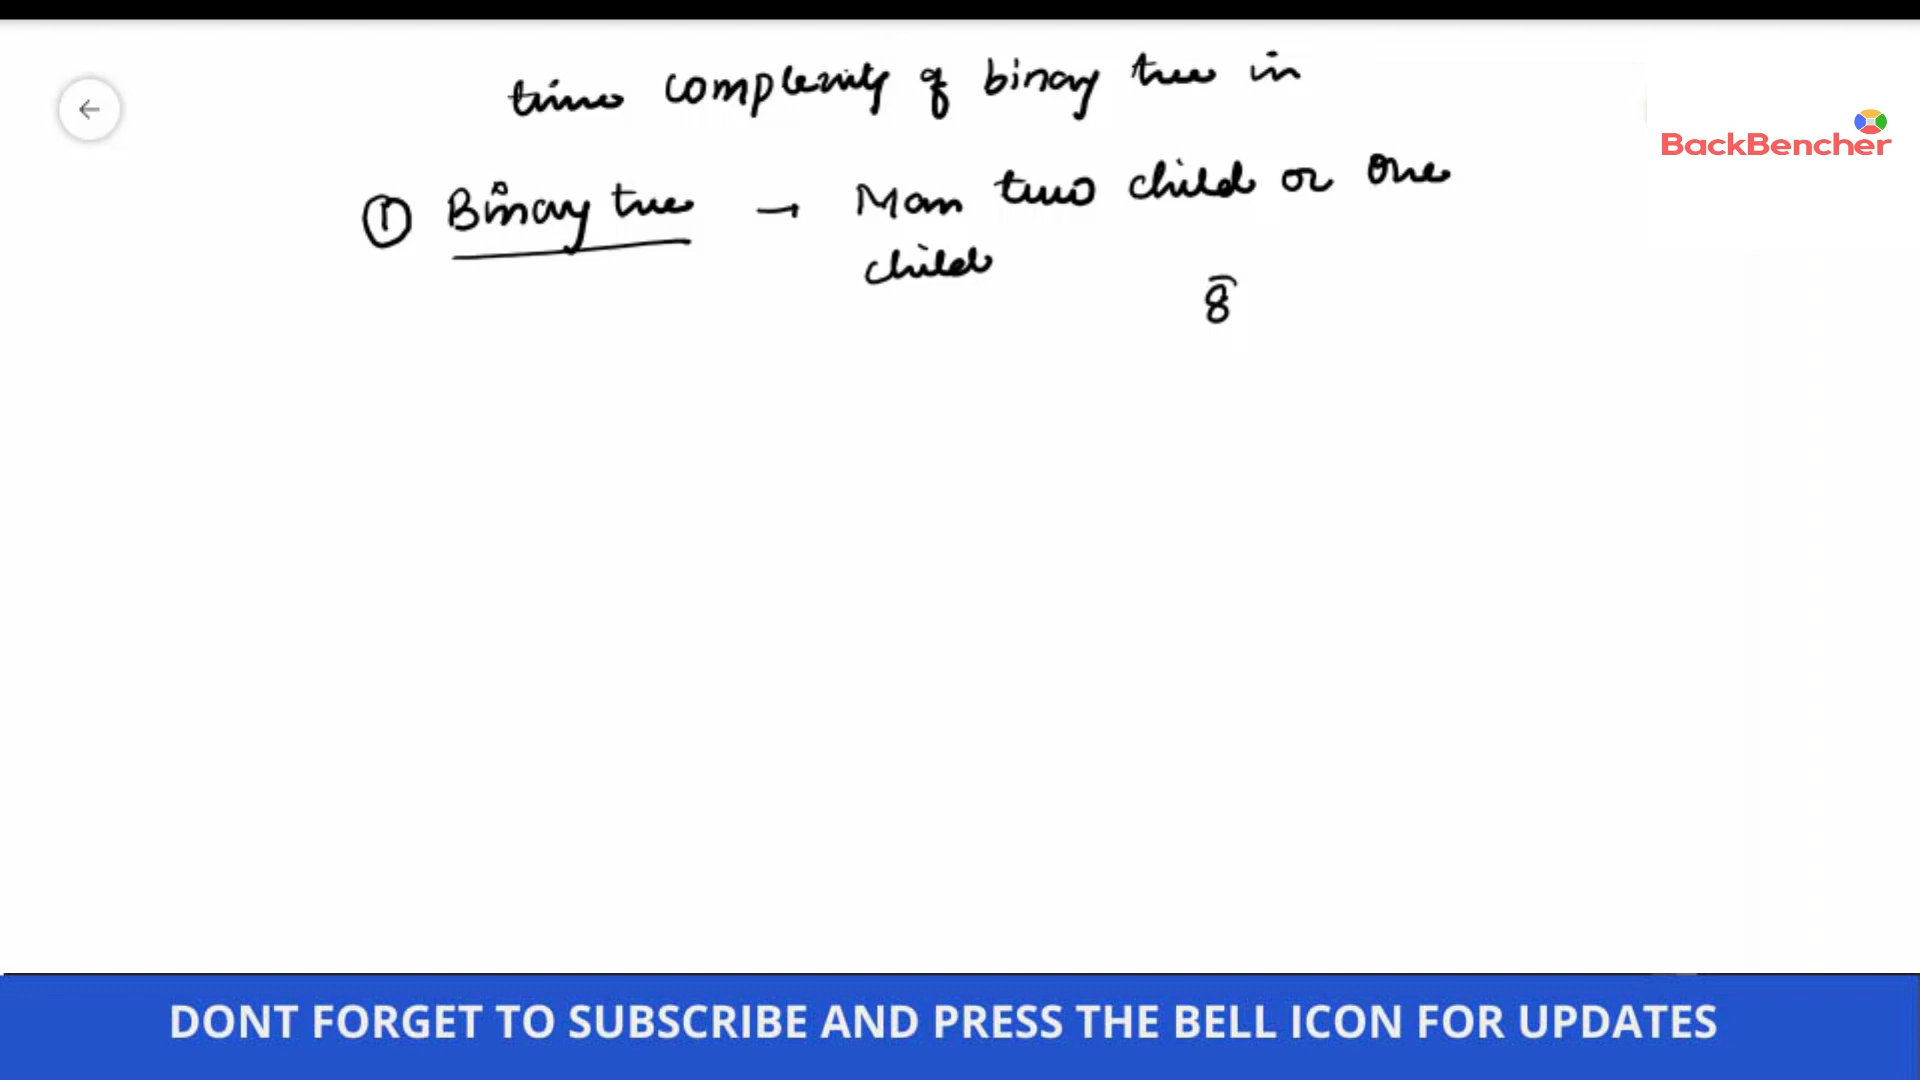 time complexity of binary tree in
BackBencher
① Binary tree → Max two child or one
child
8
DONT FORGET TO SUBSCRIBE AND PRESS THE BELL ICON FOR UPDATES